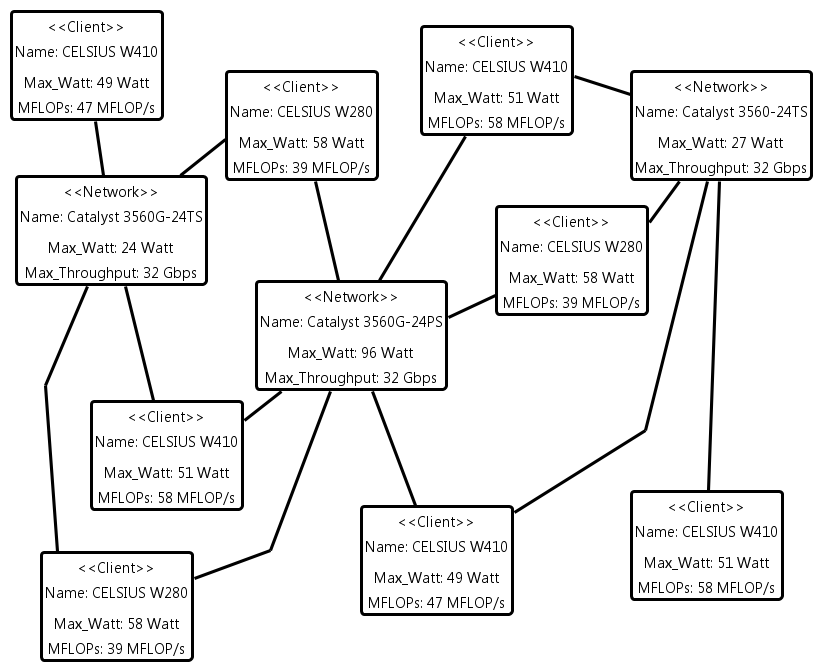 <<Client>>
Name: CELSIUS W410
Max_Watt: 49 Watt
MFLOPs: 47 MFLOP/s
<<Client>>
Name: CELSIUS W280
Max_Watt: 58 Watt
MFLOPs: 39 MFLOP/s
<<Client>>
Name: CELSIUS W410
Max_Watt: 51 Watt
MFLOPs: 58 MFLOP/s
<<Network>>
Name: Catalyst 3560-24TS
Max_Watt: 27 Watt
Max_Throughput: 32 Gbps
<<Network>>
Name: Catalyst 3560G-24TS
Max_Watt: 24 Watt
Max_Throughput: 32 Gbps
<<Client>>
Name: CELSIUS W280
Max_Watt: 58 Watt
MFLOPs: 39 MFLOP/s
<<Network>>
Name: Catalyst 3560G-24PS
Max_Watt: 96 Watt
Max_Throughput: 32 Gbps
<<Client>>
Name: CELSIUS W410
Max_Watt: 51 Watt
MFLOPs: 58 MFLOP/s
<<Client>>
Name: CELSIUS W280
Max_Watt: 58 Watt
MFLOPs: 39 MFLOP/s
<<Client>>
Name: CELSIUS W410
Max_Watt: 49 Watt
MFLOPs: 47 MFLOP/s
<<Client>>
Name: CELSIUS W410
Max_Watt: 51 Watt
MFLOPs: 58 MFLOP/s